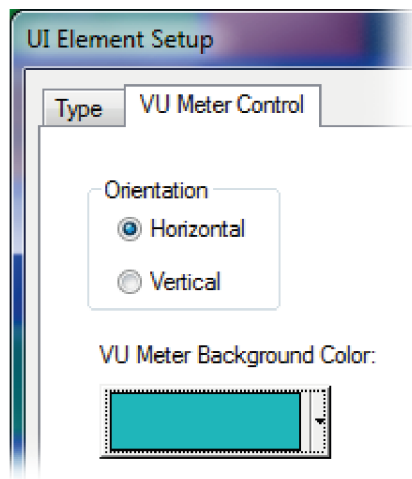 UI Element Setup
Type
VU Meter Control
Orientation
Horizontal
Vertical
VU Meter Background Color: